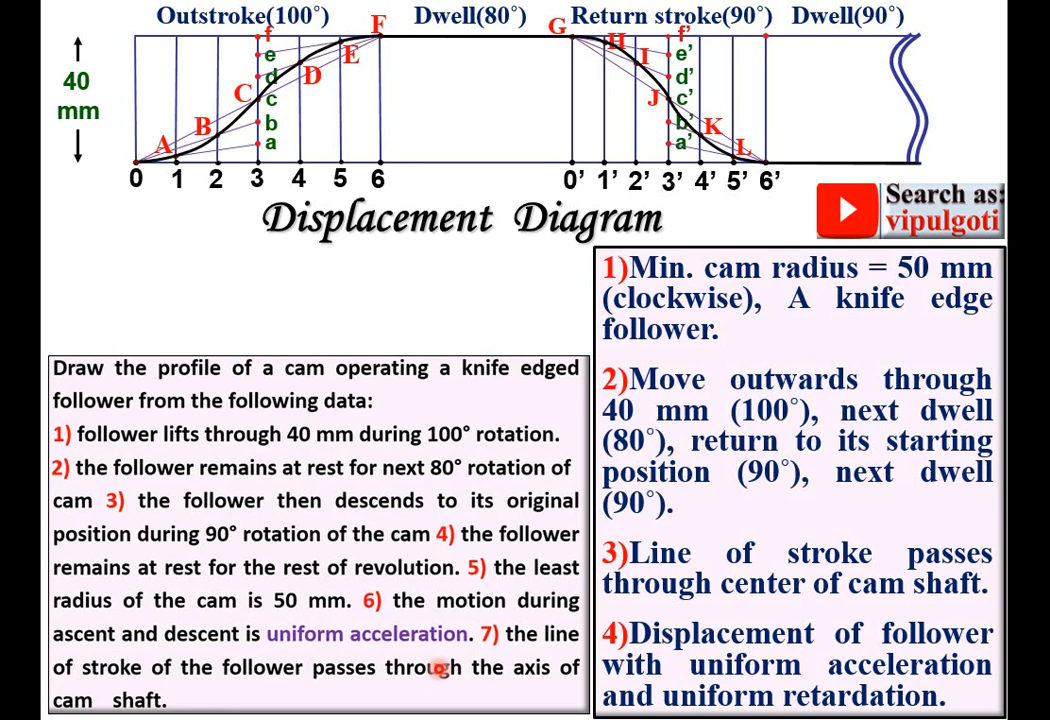 Outstroke(100°) Dwell(80°) Return stroke(90°) Dwell(90°)
F G
f f'
e E H e'
40 mm
d D I d'
C c J c'
B b b' K
A a a' L
0 1 2 3 4 5 6 0' 1' 2' 3' 4' 5' 6'
Displacement Diagram
Search as:
vipulgoti
Draw the profile of a cam operating a knife edged
follower from the following data:
1) follower lifts through 40 mm during 100° rotation.
2) the follower remains at rest for next 80° rotation of
cam 3) the follower then descends to its original
position during 90° rotation of the cam 4) the follower
remains at rest for the rest of revolution. 5) the least
radius of the cam is 50 mm. 6) the motion during
ascent and descent is uniform acceleration. 7) the line
of stroke of the follower passes through the axis of
cam shaft.
1)Min. cam radius = 50 mm
(clockwise), A knife edge
follower.
2)Move outwards through
40 mm (100°), next dwell
(80°), return to its starting
position (90°), next dwell
(90°).
3)Line of stroke passes
through center of cam shaft.
4)Displacement of follower
with uniform acceleration
and uniform retardation.